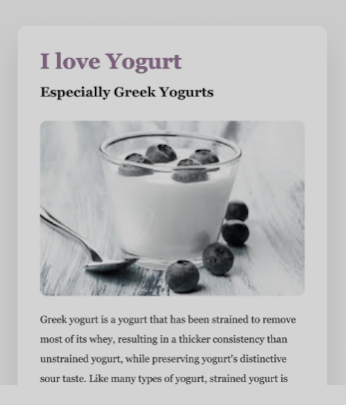 I love Yogurt
Especially Greek Yogurts
Greek yogurt is a yogurt that has been strained to remove
most of its whey, resulting in a thicker consistency than
unstrained yogurt, while preserving yogurt's distinctive
sour taste. Like many types of yogurt, strained yogurt is